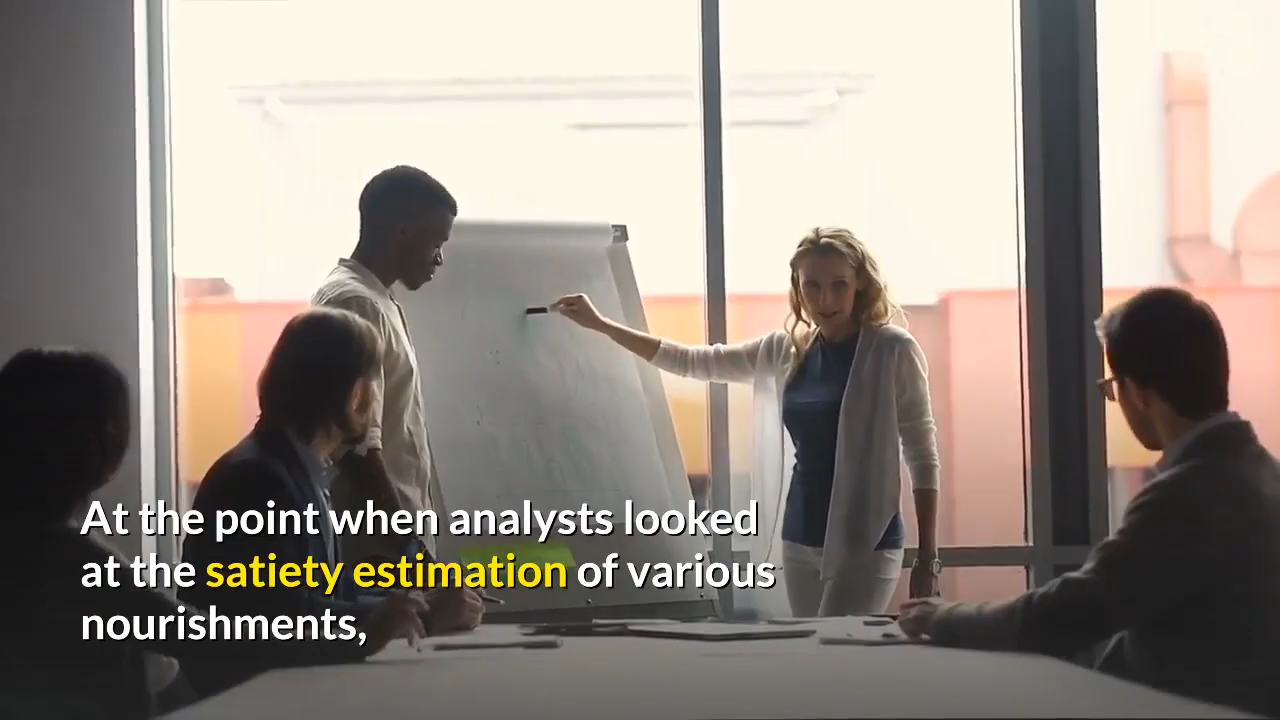 At the point when analysts looked
at the satiety estimation of various
nourishments,